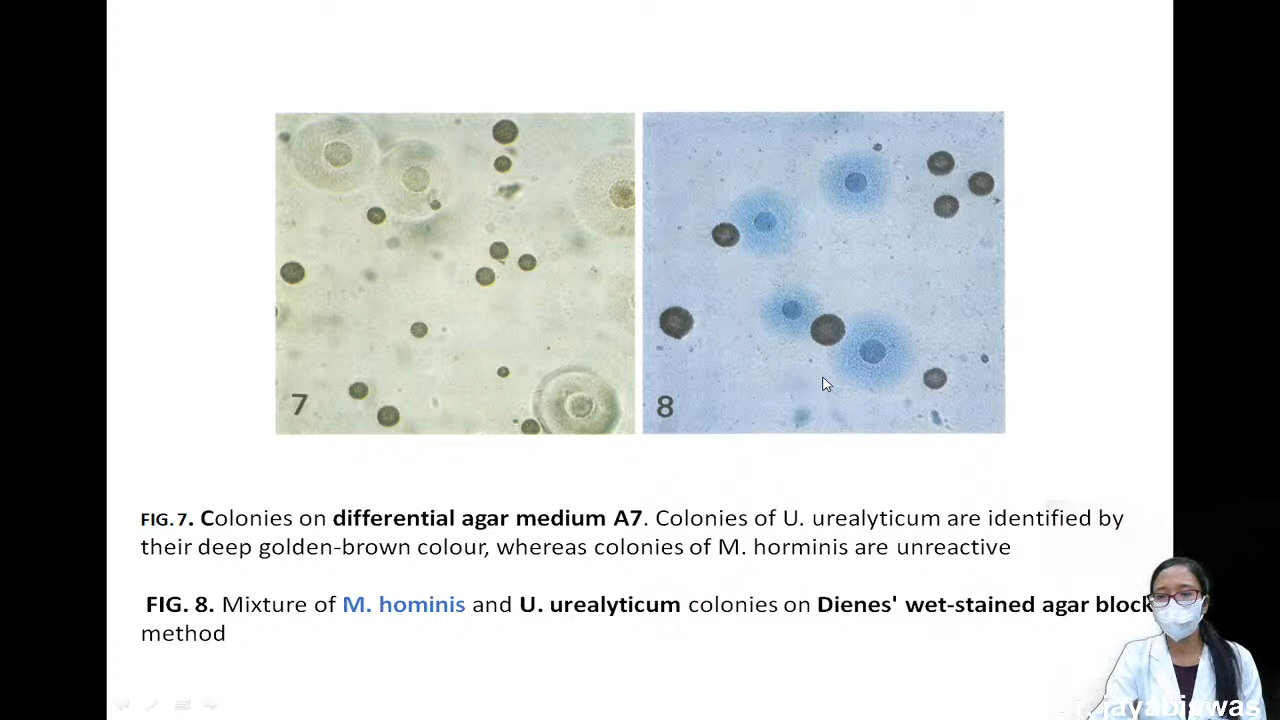 7
8
FIG. 7. Colonies on differential agar medium A7. Colonies of U. urealyticum are identified by
their deep golden-brown colour, whereas colonies of M. horminis are unreactive
FIG. 8. Mixture of M. hominis and U. urealyticum colonies on Dienes' wet-stained agar block
method
jayabiswas